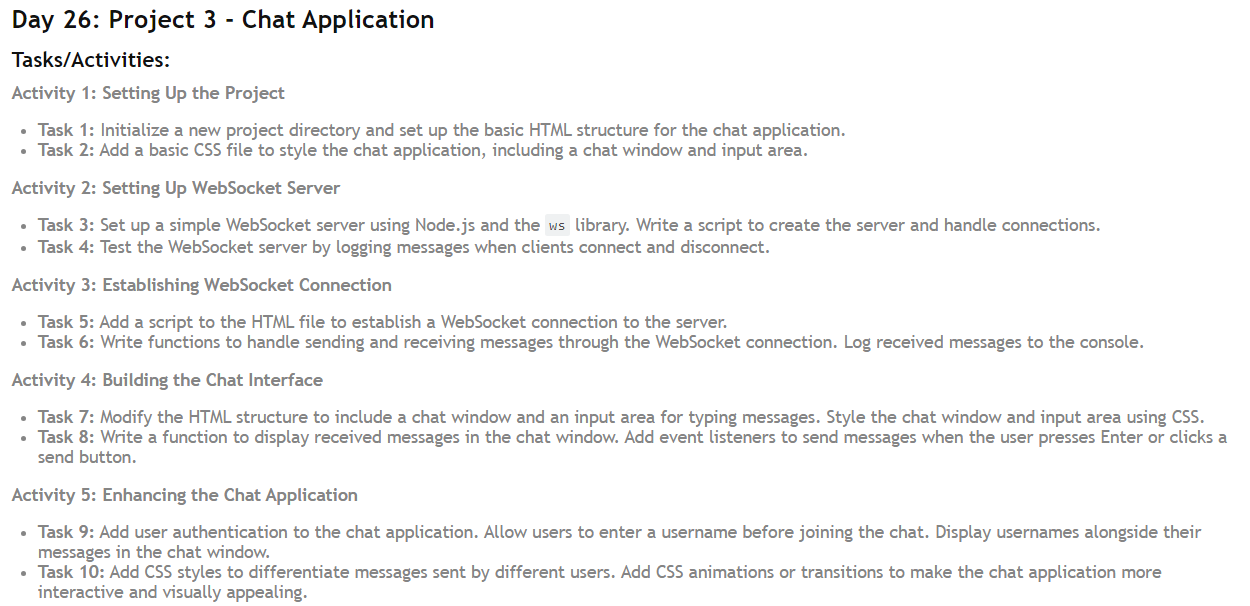 Day 26: Project 3 - Chat Application
Tasks/Activities:
Activity 1: Setting Up the Project
• Task 1: Initialize a new project directory and set up the basic HTML structure for the chat application.
• Task 2: Add a basic CSS file to style the chat application, including a chat window and input area.
Activity 2: Setting Up WebSocket Server
• Task 3: Set up a simple WebSocket server using Node.js and the ws library. Write a script to create the server and handle connections.
• Task 4: Test the WebSocket server by logging messages when clients connect and disconnect.
Activity 3: Establishing WebSocket Connection
• Task 5: Add a script to the HTML file to establish a WebSocket connection to the server.
• Task 6: Write functions to handle sending and receiving messages through the WebSocket connection. Log received messages to the console.
Activity 4: Building the Chat Interface
• Task 7: Modify the HTML structure to include a chat window and an input area for typing messages. Style the chat window and input area using CSS.
• Task 8: Write a function to display received messages in the chat window. Add event listeners to send messages when the user presses Enter or clicks a
send button.
Activity 5: Enhancing the Chat Application
• Task 9: Add user authentication to the chat application. Allow users to enter a username before joining the chat. Display usernames alongside their
messages in the chat window.
• Task 10: Add CSS styles to differentiate messages sent by different users. Add CSS animations or transitions to make the chat application more
interactive and visually appealing.